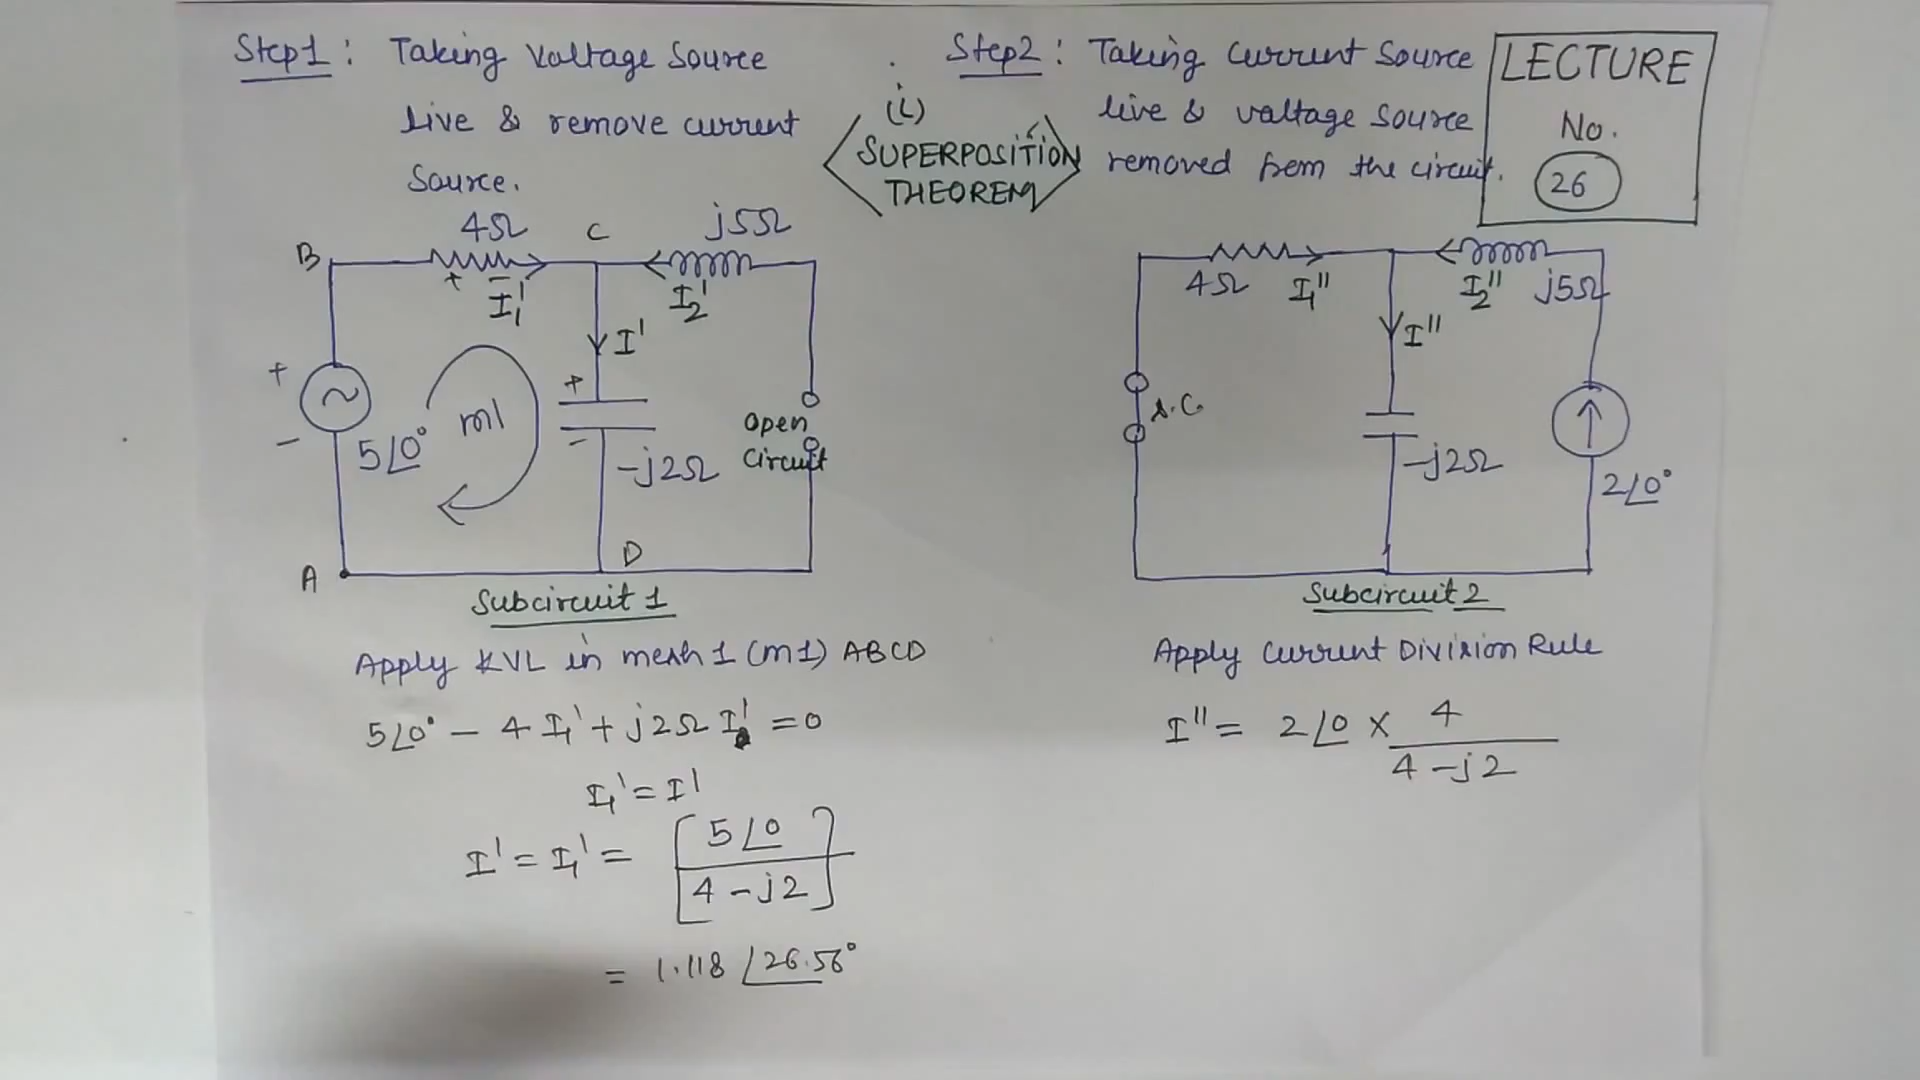 Step1: Taking Voltage Source
live & remove current
Source.
(i)
SUPERPOSITION
THEOREM
Step2: Taking Current Source
live & voltage source
removed from the circuit.
LECTURE
No.
26
4Ω
C
j5Ω
B
+ -
I₁'
I₂'
I'
+
-
5∠0°
m1
+
-
-j2Ω
Open
Circuit
A
D
Subcircuit 1
4Ω
I₁''
I₂''
j5Ω
I''
s.c.
-j2Ω
2∠0°
Subcircuit 2
Apply KVL in mesh 1 (m1) ABCD
5∠0° - 4 I₁' + j2Ω I₁' = 0
I₁' = I'
I' = I₁' = [5∠0 / 4 - j2]
= 1.118 ∠26.56°
Apply Current Division Rule
I'' = 2∠0 × 4 / 4 - j2